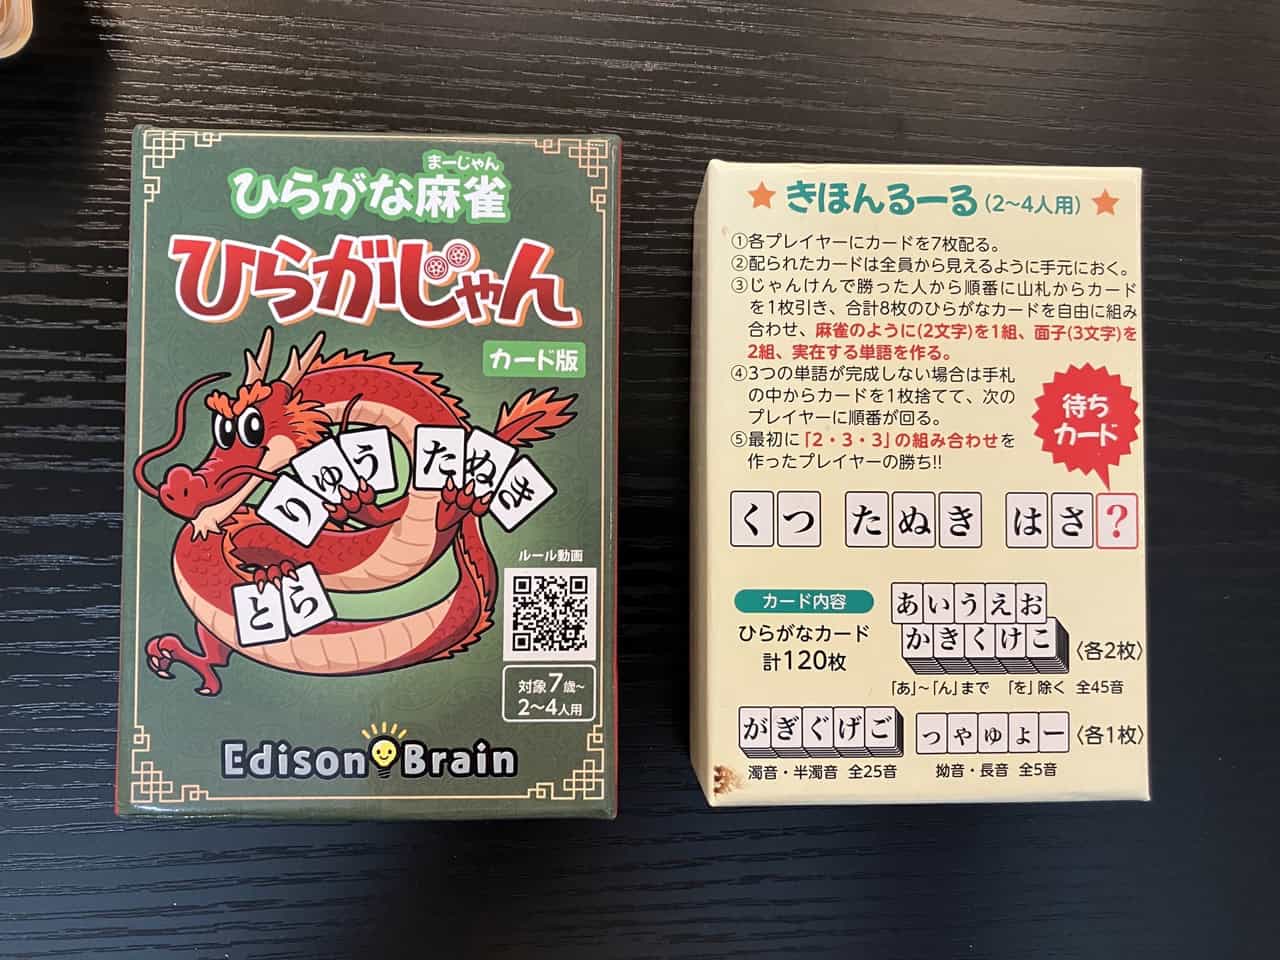 まーじゃん
ひらがな麻雀
ひらがじゃん
カード版
りゅう
たぬき
とら
ルール動画
対象7歳~
2~4人用
Edison Brain
きほんるーる(2~4人用)
①各プレイヤーにカードを7枚配る。
②配られたカードは全員から見えるように手元におく。
③じゃんけんで勝った人から順番に山札からカード
を1枚引き、合計8枚のひらがなカードを自由に組み
合わせ、麻雀のように(2文字)を1組、面子(3文字)を
2組、実在する単語を作る。
④3つの単語が完成しない場合は手札
の中からカードを1枚捨てて、次の
プレイヤーに順番が回る。
⑤最初に「2・3・3」の組み合わせを
作ったプレイヤーの勝ち!!
待ち
カード
くつ たぬき はさ?
カード内容
ひらがなカード
計120枚
あいうえお
かきくけこ
〈各2枚〉
「あ」~「ん」まで 「を」除く 全45音
がぎぐげご
っゃゅょー
〈各1枚〉
濁音・半濁音 全25音
拗音・長音 全5音